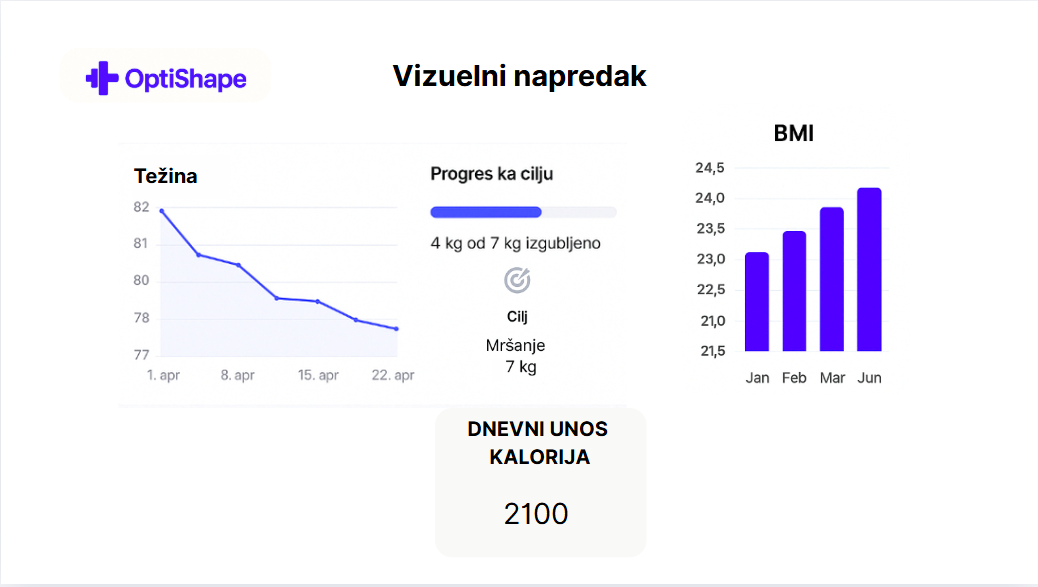 OptiShape
Vizuelni napredak
Težina
82
81
80
78
77
1. apr
8. apr
15. apr
22. apr
Progres ka cilju
4 kg od 7 kg izgubljeno
Cilj
Mršanje
7 kg
BMI
24,5
24,0
23,5
23,0
22,5
21,0
21,5
Jan
Feb
Mar
Jun
DNEVNI UNOS
KALORIJA
2100